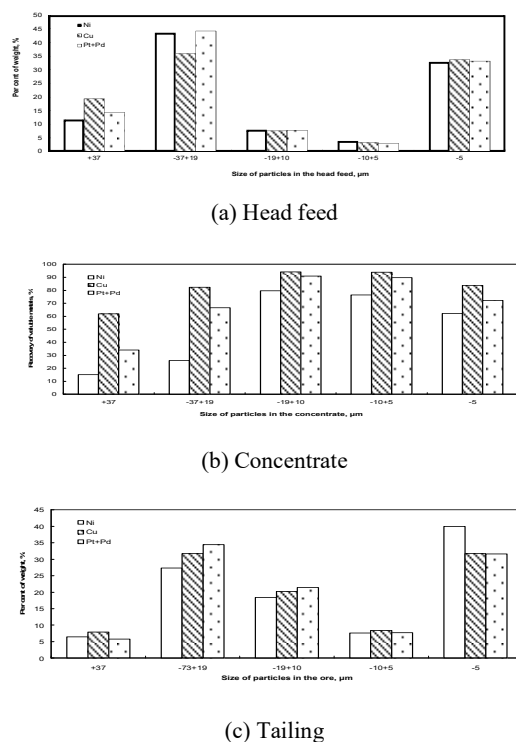 50
45
40
35
30
25
20
15
10
5
0
Per cent of weight, %
Ni
Cu
Pt+Pd
+37
-37+19
-19+10
-10+5
-5
Size of particles in the head feed, µm
(a) Head feed
100
90
80
70
60
50
40
30
20
10
0
Recovery of valuable metals, %
Ni
Cu
Pt+Pd
+37
-37+19
-19+10
-10+5
-5
Size of particles in the concentrate, µm
(b) Concentrate
45
40
35
30
25
20
15
10
5
0
Per cent of weight, %
Ni
Cu
Pt+Pd
+37
-73+19
-19+10
-10+5
-5
Size of particles in the ore, µm
(c) Tailing